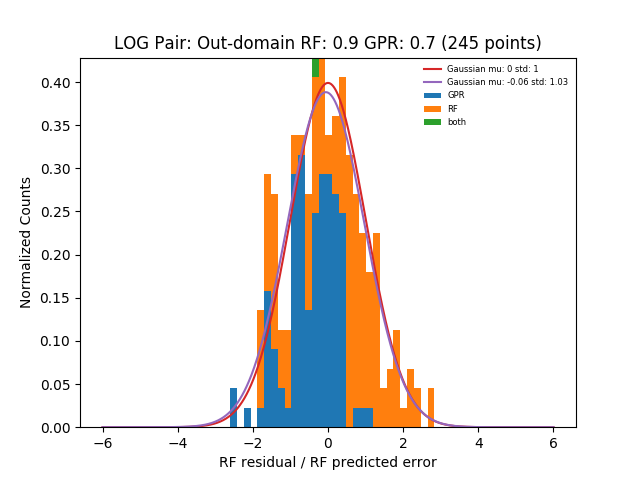 LOG Pair: Out-domain RF: 0.9 GPR: 0.7 (245 points)
Gaussian mu: 0 std: 1
Gaussian mu: -0.06 std: 1.03
GPR
RF
both
Normalized Counts
0.40
0.35
0.30
0.25
0.20
0.15
0.10
0.05
0.00
−6 −4 −2 0 2 4 6
RF residual / RF predicted error